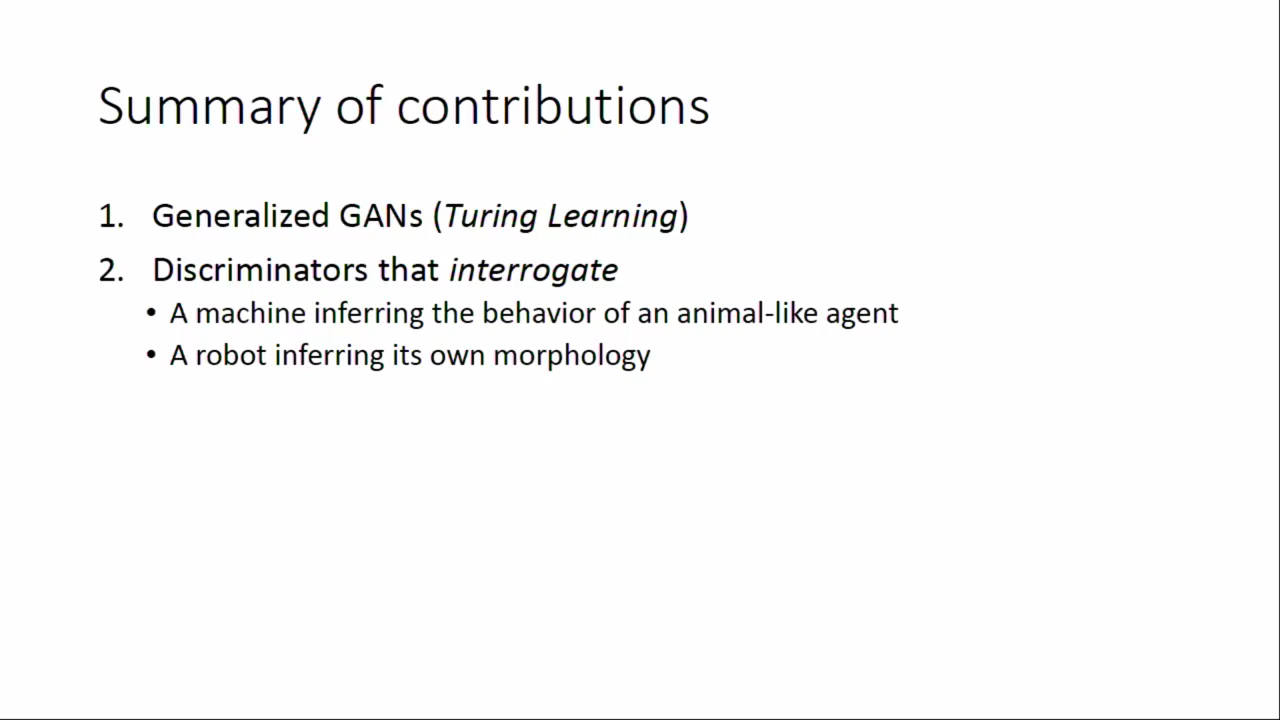 Summary of contributions
1. Generalized GANs (Turing Learning)
2. Discriminators that interrogate
• A machine inferring the behavior of an animal-like agent
• A robot inferring its own morphology